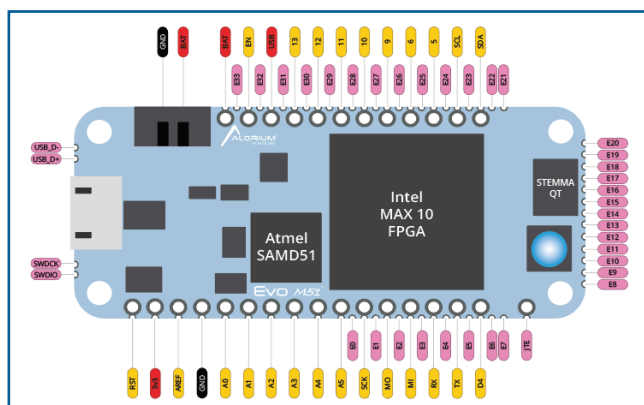 GND
BAT
BAT
EN
USB
13
12
11
10
9
6
5
SCL
SDA
E33
E32
E31
E30
E29
E28
E27
E26
E25
E24
E23
E22
E21
ALORIUM
TECHNOLOGY
USB_D-
USB_D+
SWDCK
SWDIO
Atmel
SAMD51
Intel
MAX 10
FPGA
STEMMA
QT
EVO M51
E20
E19
E18
E17
E16
E15
E14
E13
E12
E11
E10
E9
E8
E0
E1
E2
E3
E4
E5
E6
E7
JTE
RST
3v3
AREF
GND
A0
A1
A2
A3
A4
A5
SCK
MO
MI
RX
TX
D4